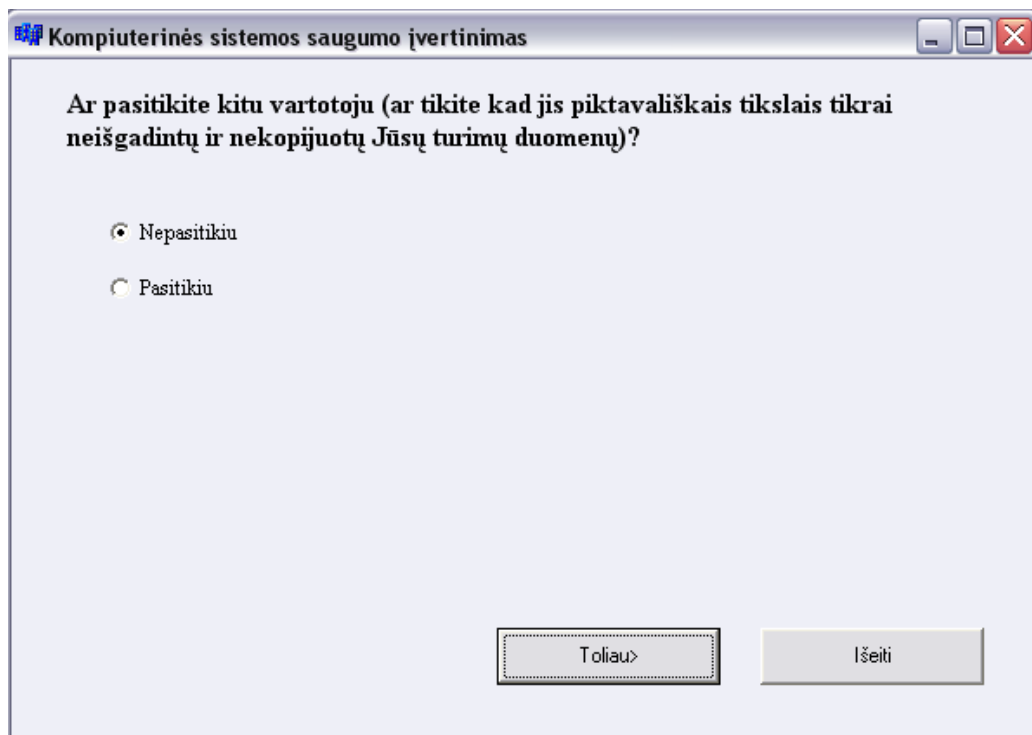 Kompiuterinės sistemos saugumo įvertinimas
Ar pasitikite kitu vartotoju (ar tikite kad jis piktavališkais tikslais tikrai
neišgadintų ir nekopijuotų Jūsų turimų duomenų)?
Nepasitikiu
Pasitikiu
Toliau>
Išeiti